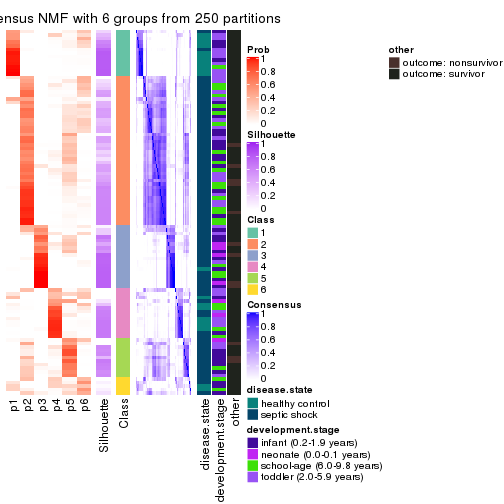 ensus NMF with 6 groups from 250 partitions
Prob
1
0.8
0.6
0.4
0.2
0
Silhouette
1
0.8
0.6
0.4
0.2
0
Class
1
2
3
4
5
6
Consensus
1
0.8
0.6
0.4
0.2
0
disease.state
healthy control
septic shock
development.stage
infant (0.2-1.9 years)
neonate (0.0-0.1 years)
school-age (6.0-9.8 years)
toddler (2.0-5.9 years)
other
outcome: nonsurvivor
outcome: survivor
p1
p2
p3
p4
p5
p6
Silhouette
Class
disease.state
development.stage
other